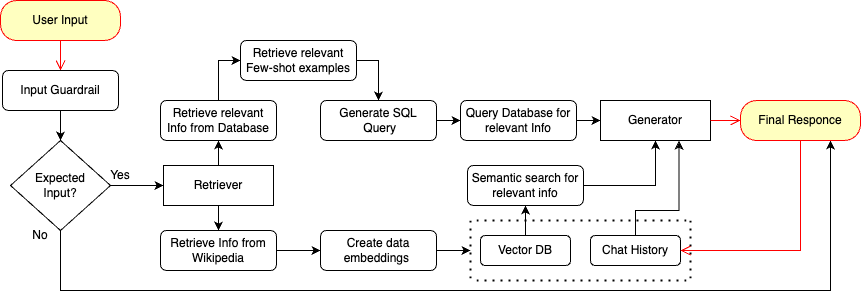 User Input
Input Guardrail
Expected
Input?
Yes
No
Retriever
Retrieve relevant
Info from Database
Retrieve relevant
Few-shot examples
Generate SQL
Query
Query Database for
relevant Info
Generator
Final Responce
Semantic search for
relevant info
Retrieve Info from
Wikipedia
Create data
embeddings
Vector DB
Chat History